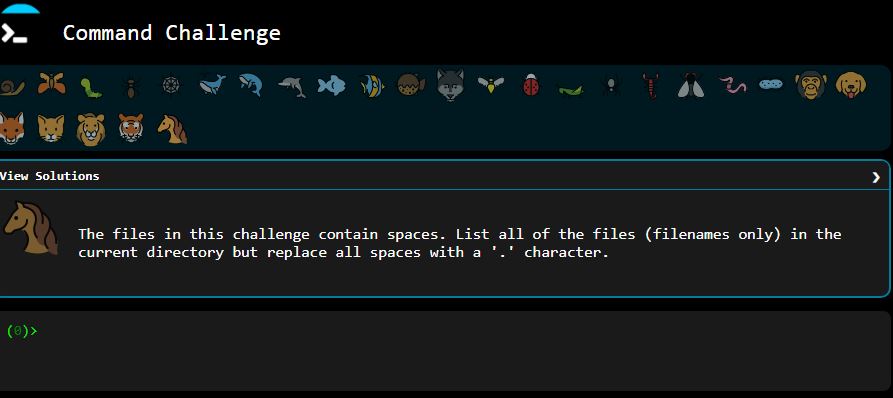 Command Challenge
View Solutions
The files in this challenge contain spaces. List all of the files (filenames only) in the
current directory but replace all spaces with a '.' character.
(0)>